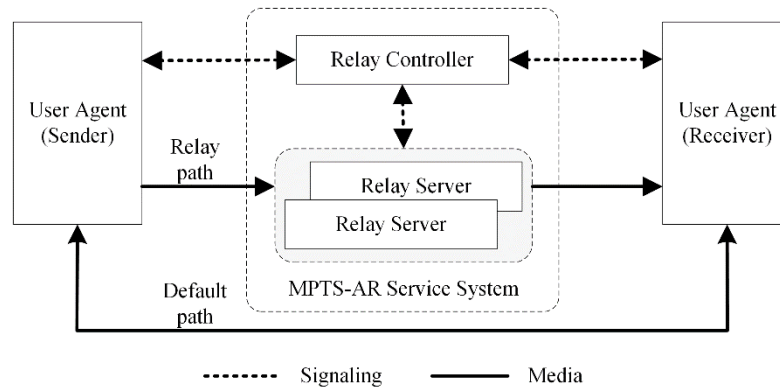 Relay Controller
User Agent
(Sender)
User Agent
(Receiver)
Relay
path
Relay Server
Relay Server
MPTS-AR Service System
Default
path
Signaling
Media